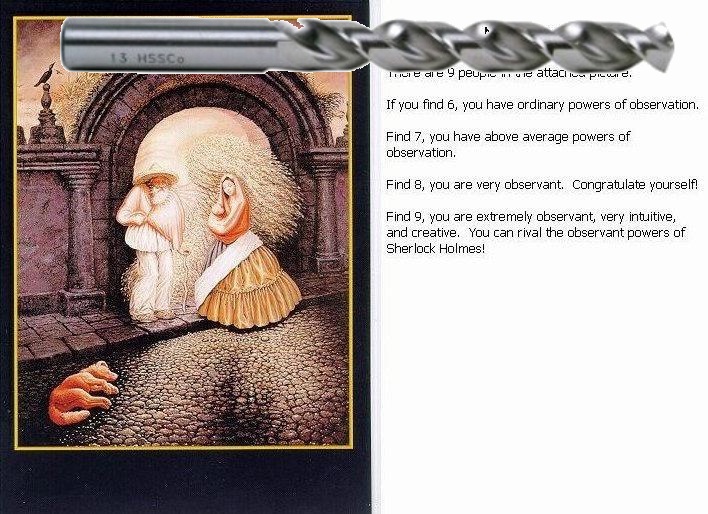 13 HSSCo
There are 9 people in the attached picture.
If you find 6, you have ordinary powers of observation.
Find 7, you have above average powers of
observation.
Find 8, you are very observant.  Congratulate yourself!
Find 9, you are extremely observant, very intuitive,
and creative.  You can rival the observant powers of
Sherlock Holmes!